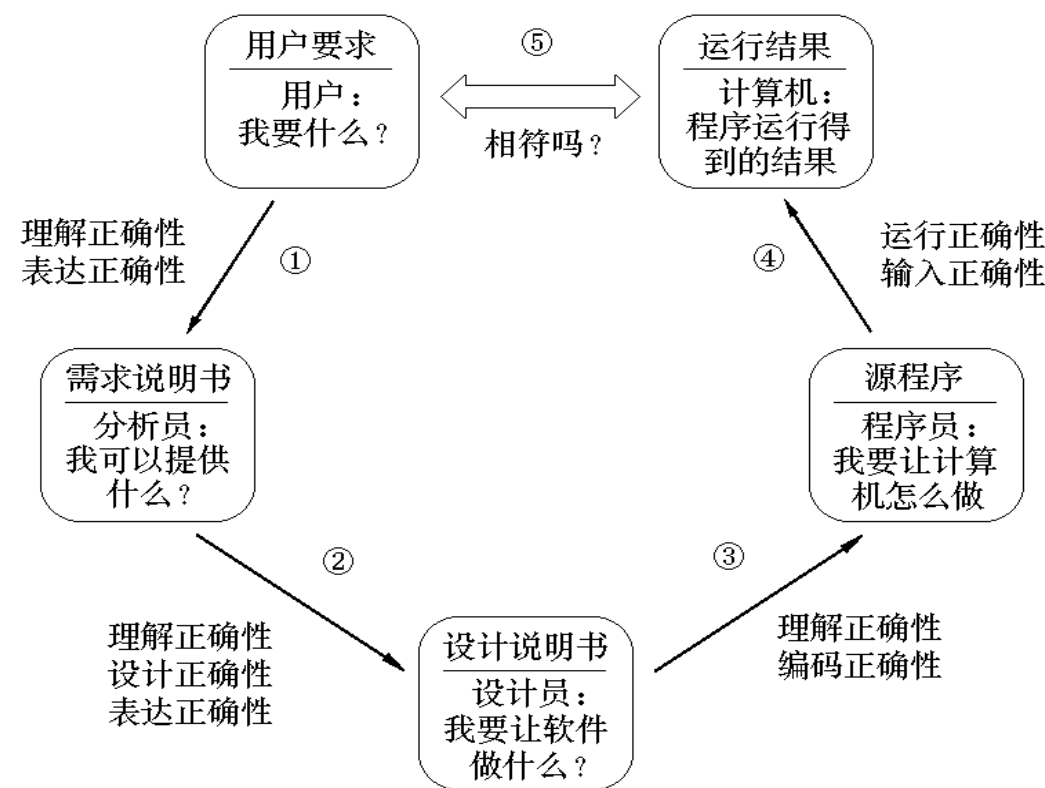 用户要求
用户：
我要什么？
⑤
相符吗？
运行结果
计算机：
程序运行得
到的结果
理解正确性
表达正确性
①
④
运行正确性
输入正确性
需求说明书
分析员：
我可以提供
什么？
源程序
程序员：
我要让计算
机怎么做
②
③
理解正确性
设计正确性
表达正确性
设计说明书
设计员：
我要让软件
做什么？
理解正确性
编码正确性